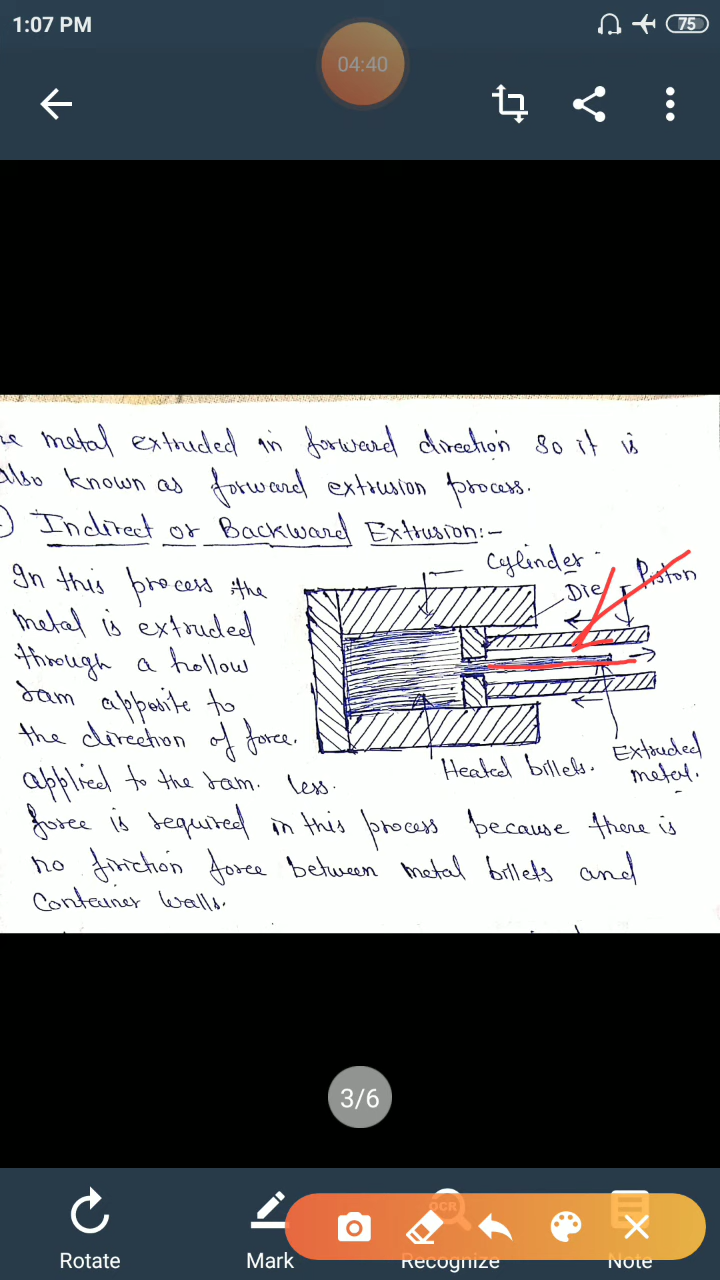 1:07 PM
75
04:40
metal extruded in forward direction so it is
also known as forward extrusion process.
Indirect or Backward Extrusion:-
In this process, the
metal is extruded
through a hollow
ram apposite to
the direction of force.
applied to the ram. less.
force is required in this process because there is
no friction force between metal billets and
Container walls.
Cylinder
Die
Piston
Heated billets.
Extruded
metal.
3/6
Rotate
Mark
OCR
Recognize
Note